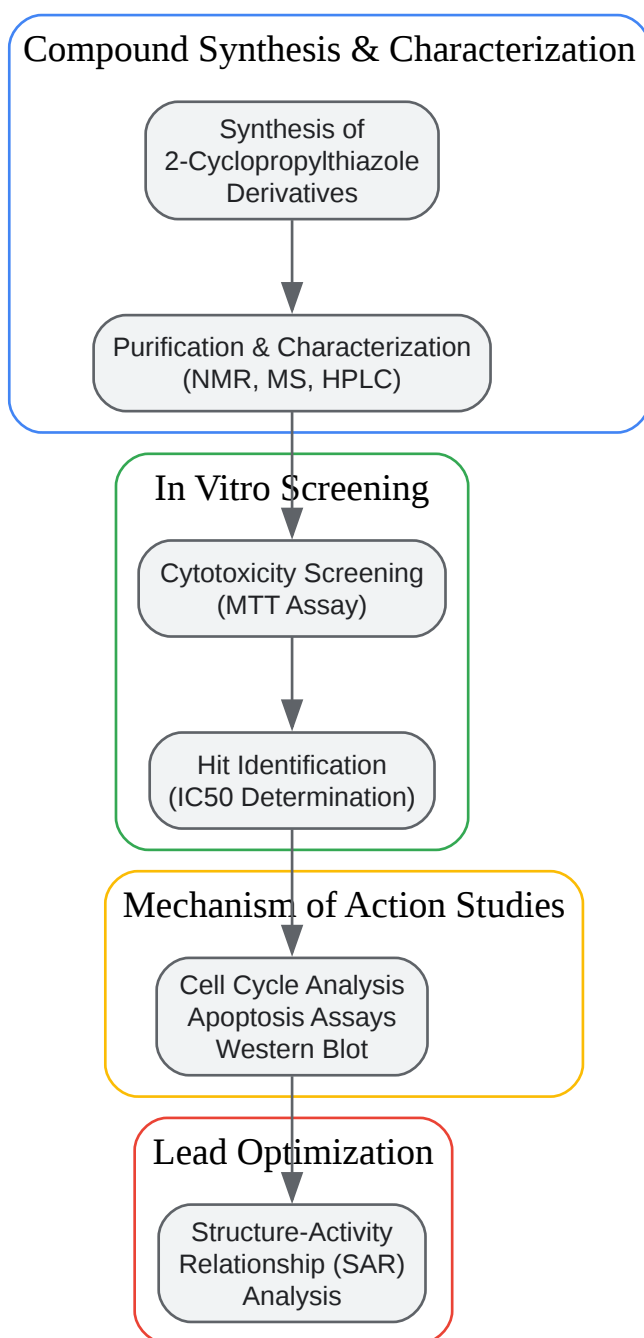 Compound Synthesis & Characterization
Synthesis of
2-Cyclopropylthiazole
Derivatives
Purification & Characterization
(NMR, MS, HPLC)
In Vitro Screening
Cytotoxicity Screening
(MTT Assay)
Hit Identification
(IC50 Determination)
Mechanism of Action Studies
Cell Cycle Analysis
Apoptosis Assays
Western Blot
Lead Optimization
Structure-Activity
Relationship (SAR)
Analysis